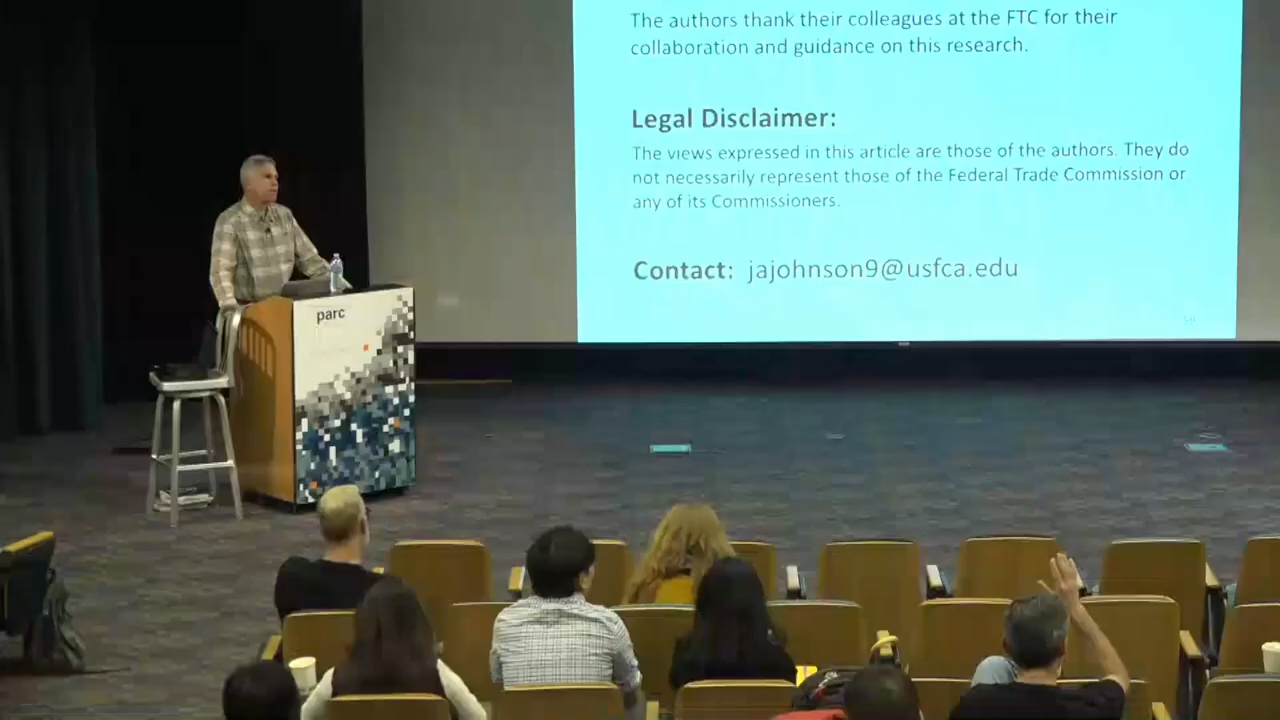 The authors thank their colleagues at the FTC for their
collaboration and guidance on this research.
Legal Disclaimer:
The views expressed in this article are those of the authors. They do
not necessarily represent those of the Federal Trade Commission or
any of its Commissioners.
Contact: jajohnson9@usfca.edu
parc